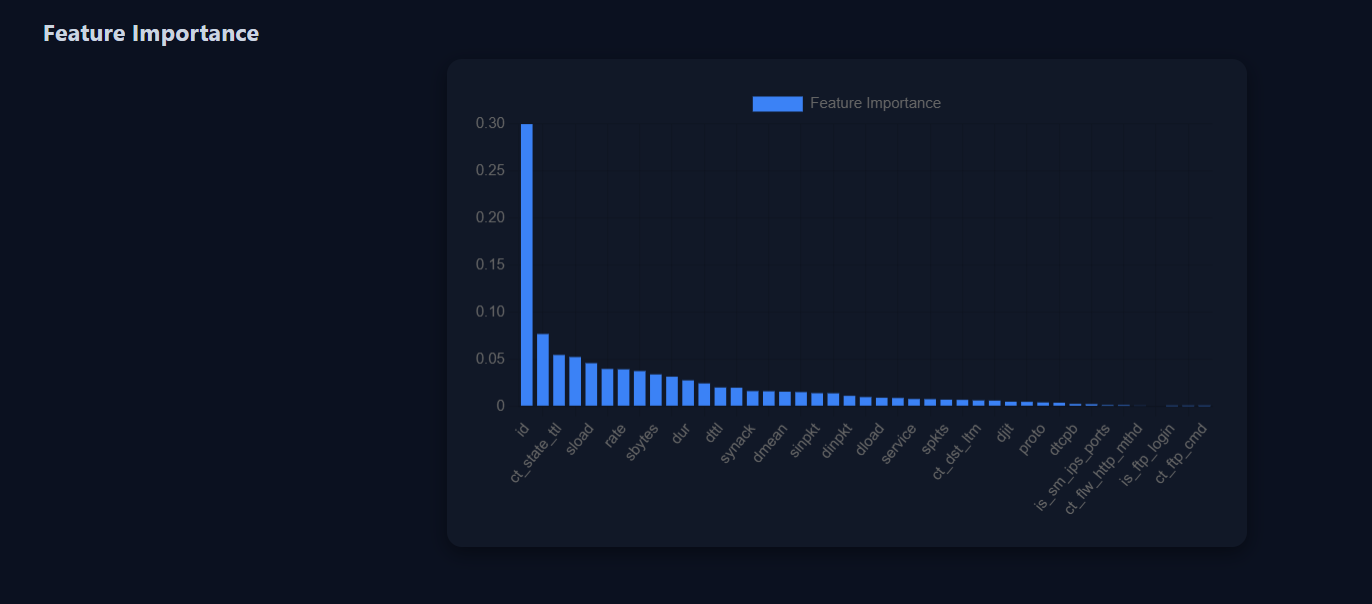 Feature Importance
Feature Importance
0.30
0.25
0.20
0.15
0.10
0.05
0
id
ct_state_ttl
sload
rate
sbytes
dur
dttl
synack
dmean
sinpkt
dinpkt
dload
service
spkts
ct_dst_ltm
djit
proto
dtcpb
is_sm_ips_ports
ct_flw_http_mthd
is_ftp_login
ct_ftp_cmd